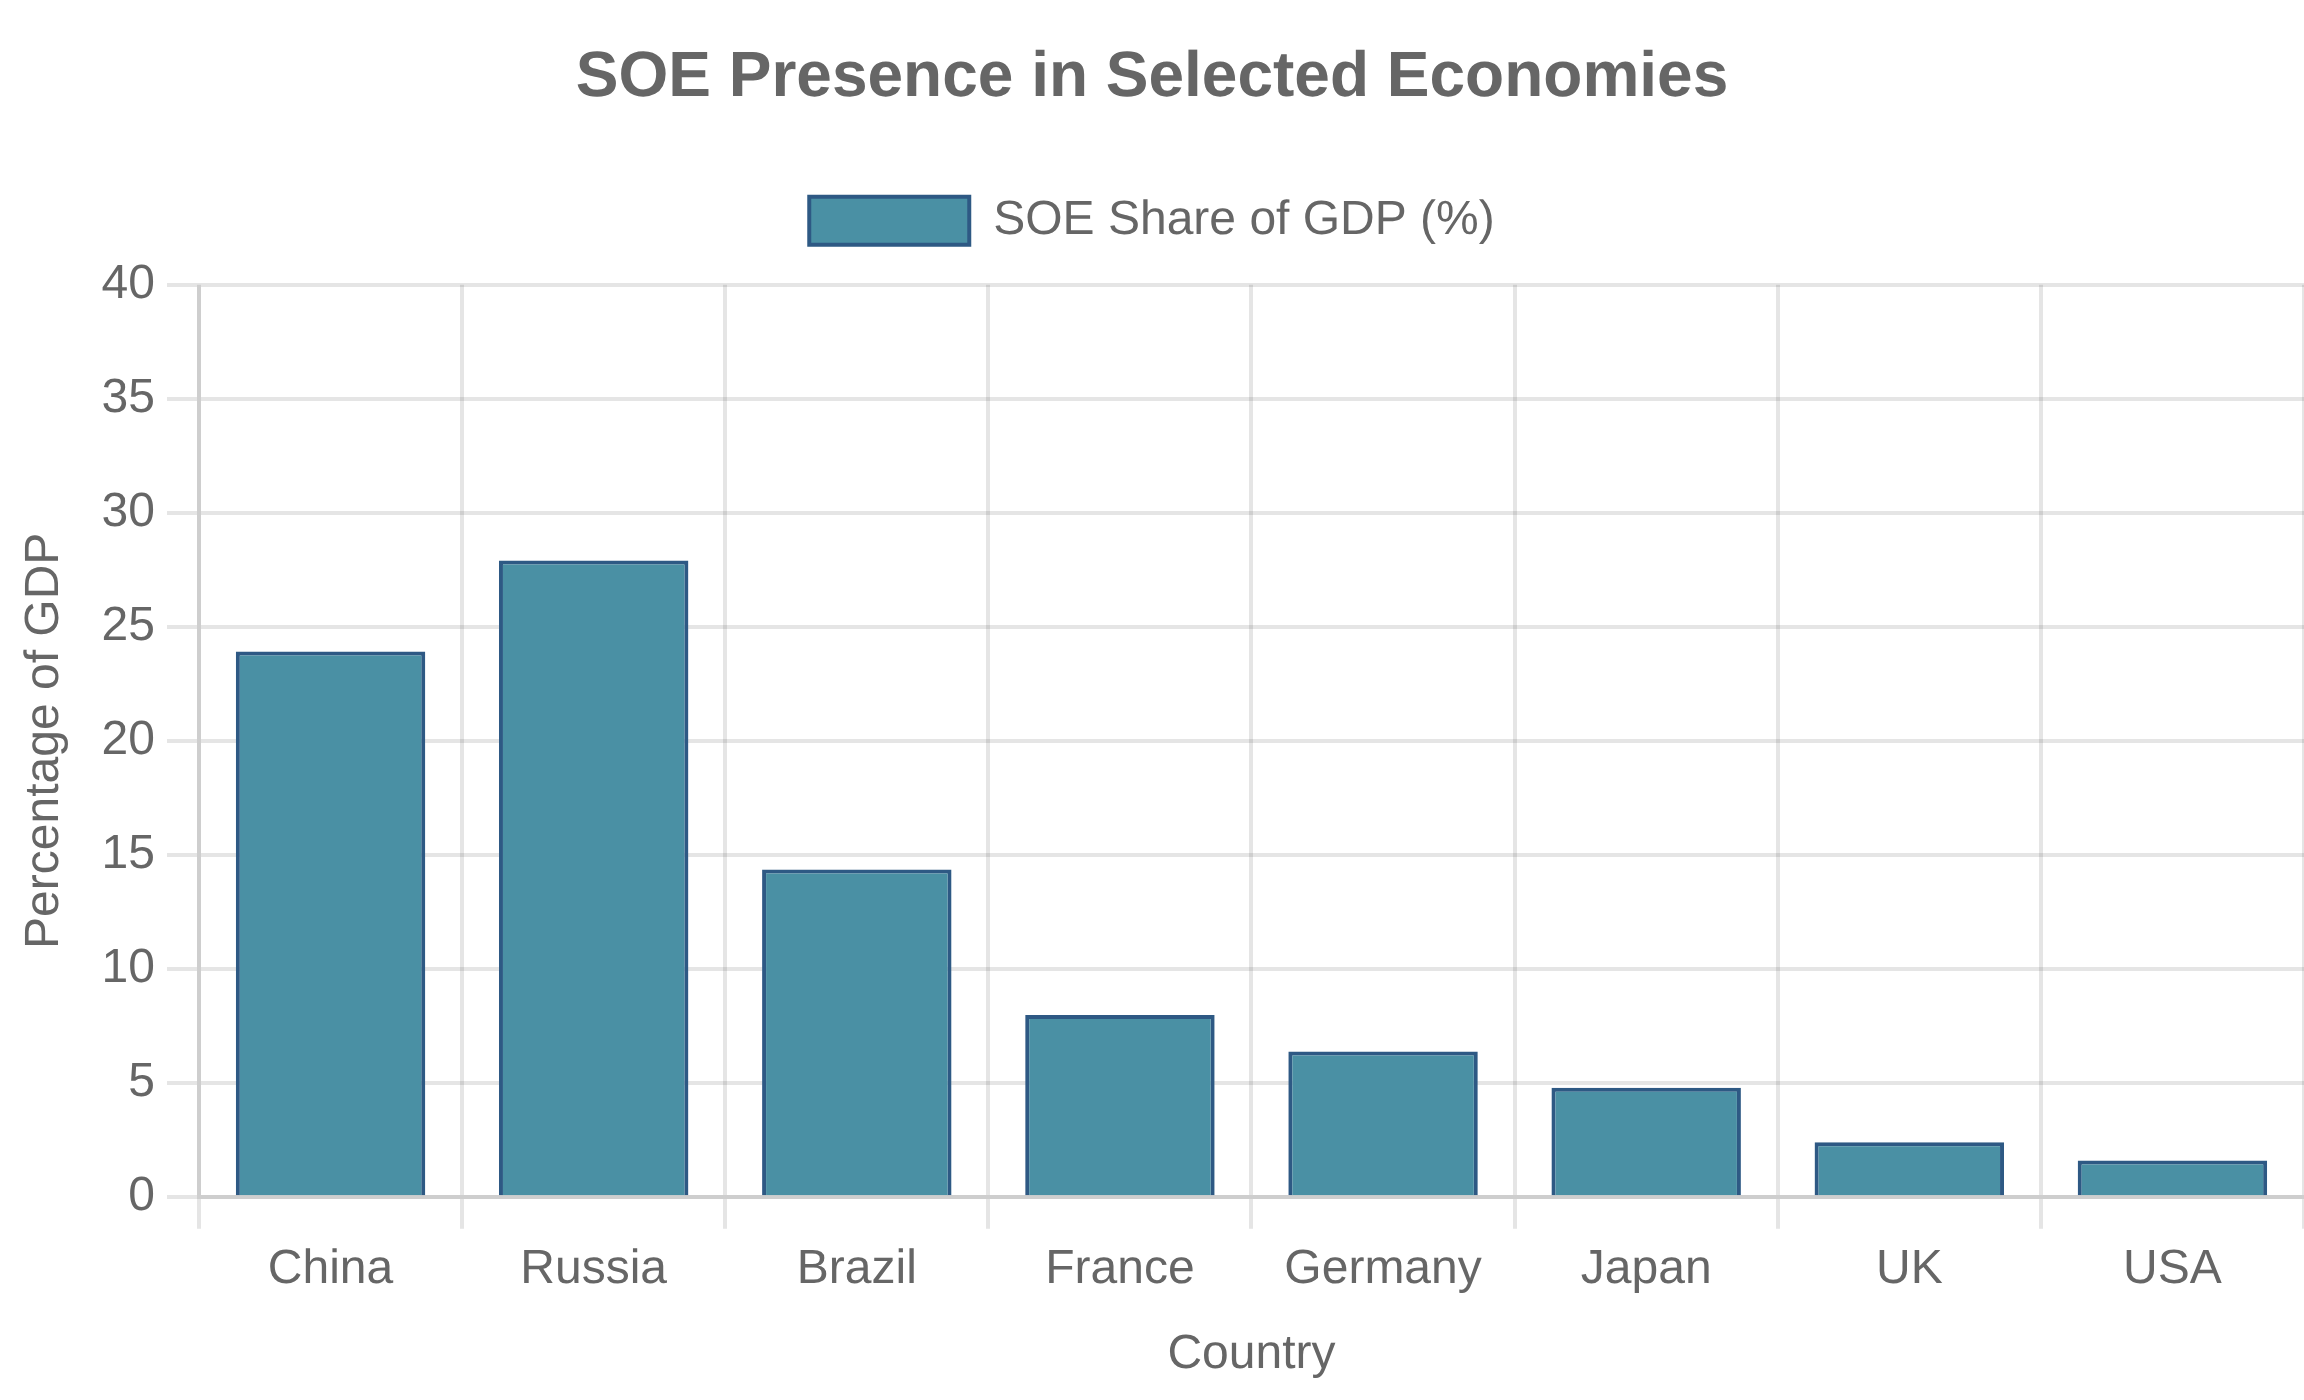 SOE Presence in Selected Economies
SOE Share of GDP (%)
40
35
30
25
20
15
10
5
0
Percentage of GDP
China Russia Brazil France Germany Japan UK USA
Country